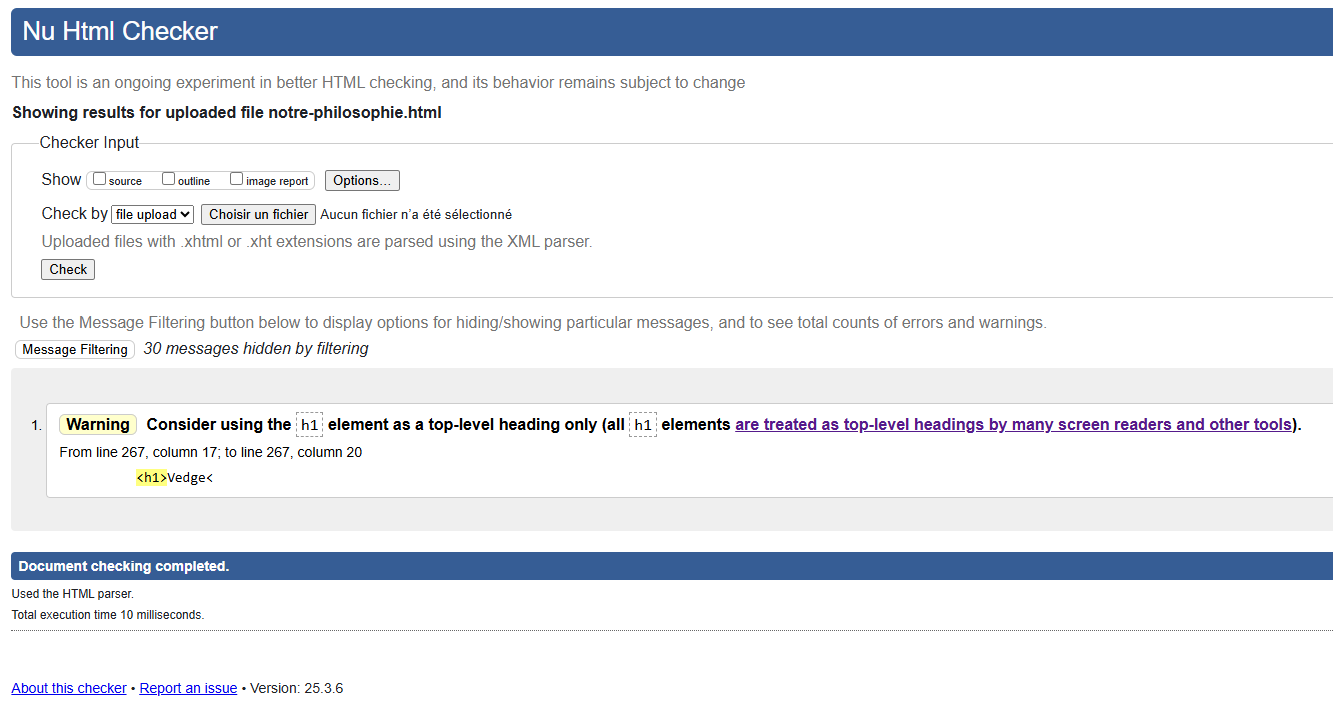 Nu Html Checker
This tool is an ongoing experiment in better HTML checking, and its behavior remains subject to change
Showing results for uploaded file notre-philosophie.html
Checker Input
Show source outline image report Options...
Check by file upload Choisir un fichier Aucun fichier n’a été sélectionné
Uploaded files with .xhtml or .xht extensions are parsed using the XML parser.
Check
Use the Message Filtering button below to display options for hiding/showing particular messages, and to see total counts of errors and warnings.
Message Filtering 30 messages hidden by filtering
1. Warning Consider using the h1 element as a top-level heading only (all h1 elements are treated as top-level headings by many screen readers and other tools).
From line 267, column 17; to line 267, column 20
<h1>Vedge<
Document checking completed.
Used the HTML parser.
Total execution time 10 milliseconds.
About this checker • Report an issue • Version: 25.3.6